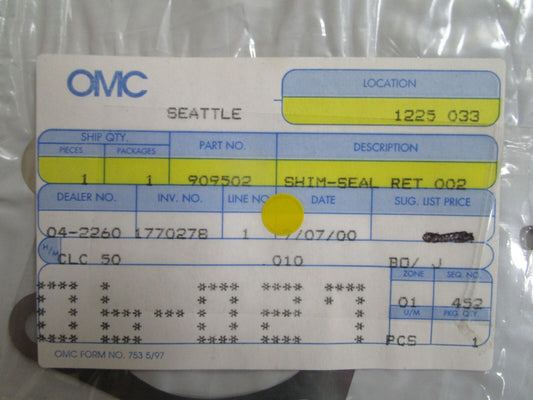 OMC
SEATTLE
LOCATION
1225 033
SHIP QTY.
PIECES PACKAGES PART NO. DESCRIPTION
1 1 909502 SHIM-SEAL RET 002
DEALER NO. INV. NO. LINE NO. DATE SUG. LIST PRICE
04-2260 1770278 1 /07/00
H/M
CLC 50 .010 BO/ J
ZONE SEQ. NO.
01 452
U/M PKG QTY.
PCS 1
OMC FORM NO. 753 5/97